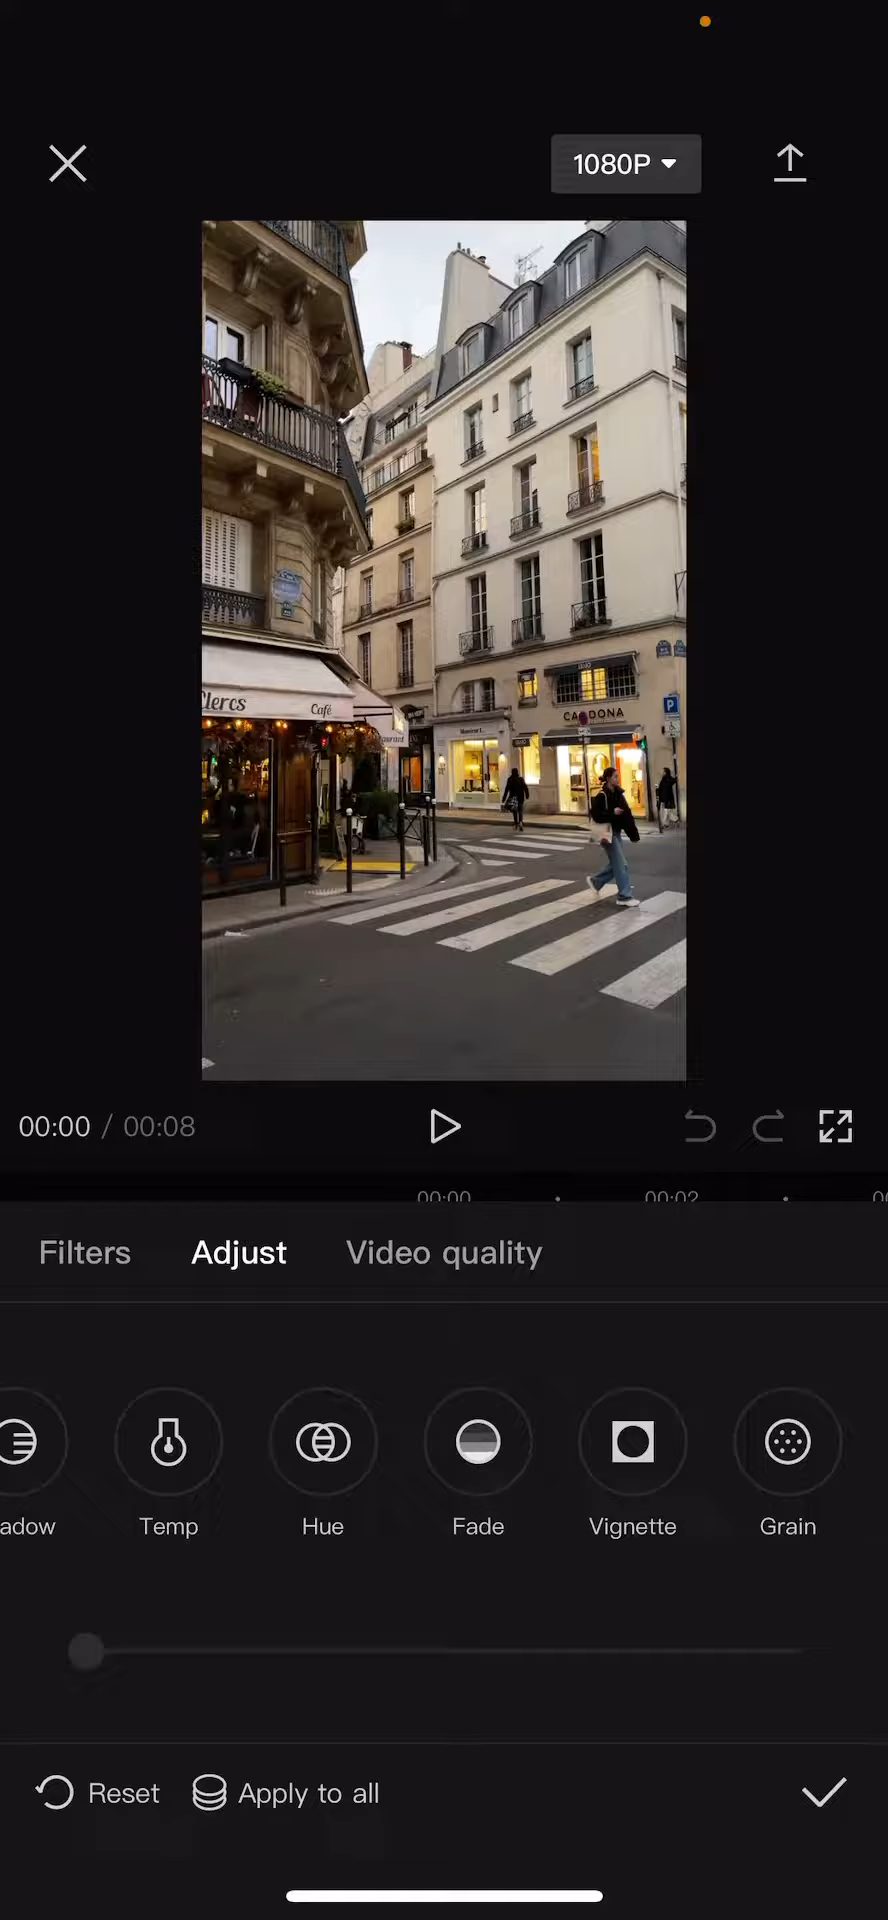 1080P
Clercs
Café
CARDONA
P
00:00 / 00:08
00:00
00:02
Filters
Adjust
Video quality
adow
Temp
Hue
Fade
Vignette
Grain
Reset
Apply to all